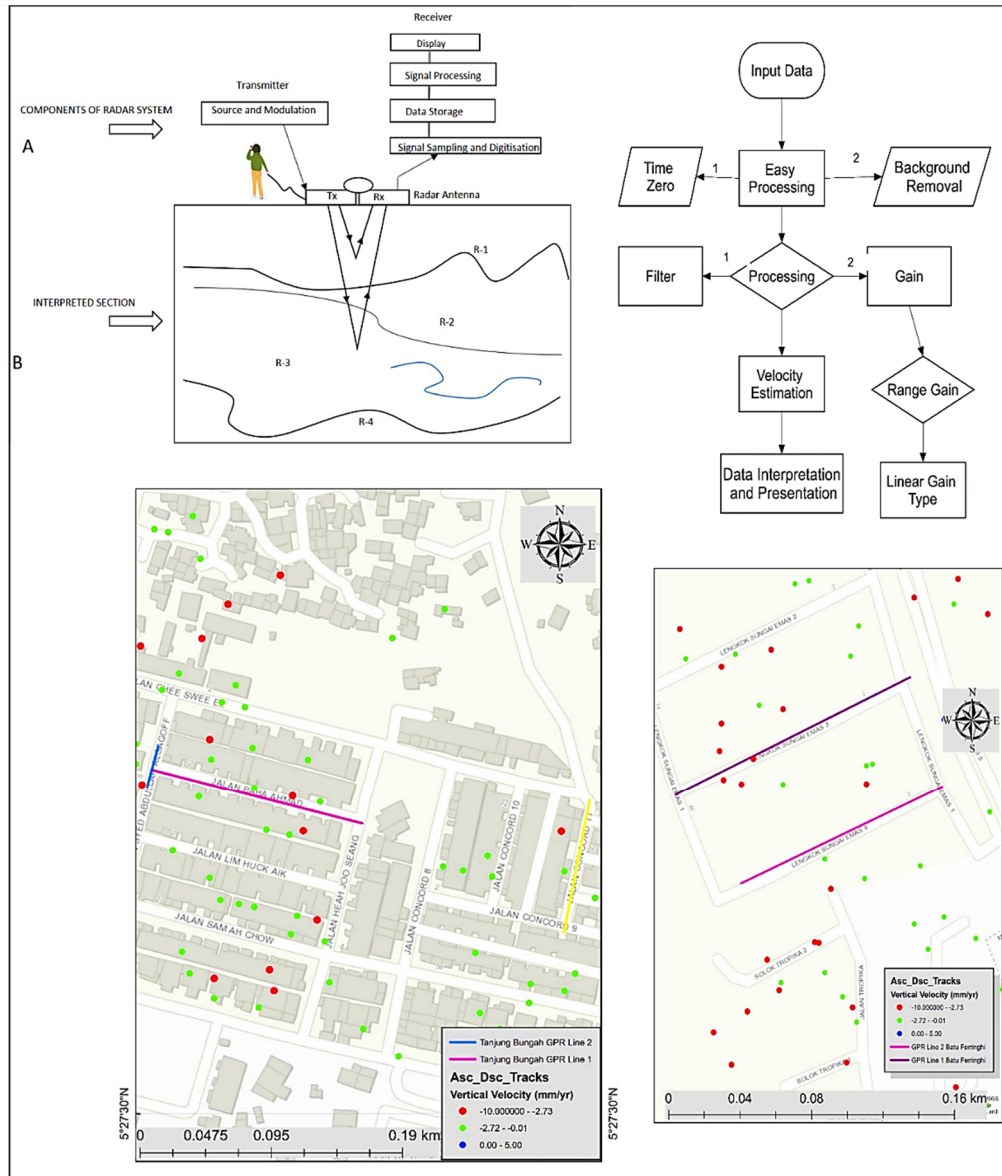 Receiver
Display
Signal Processing
Data Storage
Signal Sampling and Digitisation
Transmitter
Source and Modulation
COMPONENTS OF RADAR SYSTEM
A
Tx
Rx
Radar Antenna
R-1
INTERPRETED SECTION
R-2
B
R-3
R-4
Input Data
Time
Zero
1
Easy
Processing
2
Background
Removal
Filter
1
Processing
2
Gain
Velocity
Estimation
Range Gain
Data Interpretation
and Presentation
Linear Gain
Type
N
W
E
S
JALAN BABA AHMAD
JALAN LIM HUCK AIK
JALAN SAM AH CHOW
JALAN HEAH JOO SEANG
JALAN CONCORD 8
JALAN CONCORD 10
JALAN CONCORD 9
Tanjung Bungah GPR Line 2
Tanjung Bungah GPR Line 1
Asc_Dsc_Tracks
Vertical Velocity (mm/yr)
-10.000000 - -2.73
-2.72 - -0.01
0.00 - 5.00
5°27'30"N
0
0.0475
0.095
0.19 km
N
W
E
S
LENGKOK SUNGAI EMAS 2
LENGKOK SUNGAI EMAS 3
LENGKOK SUNGAI EMAS 1
LENGKOK SUNGAI EMAS 1
LENGKOK SUNGAI EMAS 4
SOLOK TROPIKA 2
JALAN TROPIKA
SOLOK TROPIKA
Asc_Dsc_Tracks
Vertical Velocity (mm/yr)
-10.000000 - -2.73
-2.72 - -0.01
0.00 - 5.00
GPR Line 2 Batu Ferringhi
GPR Line 1 Batu Ferringhi
5°27'30"N
0
0.04
0.08
0.16 km